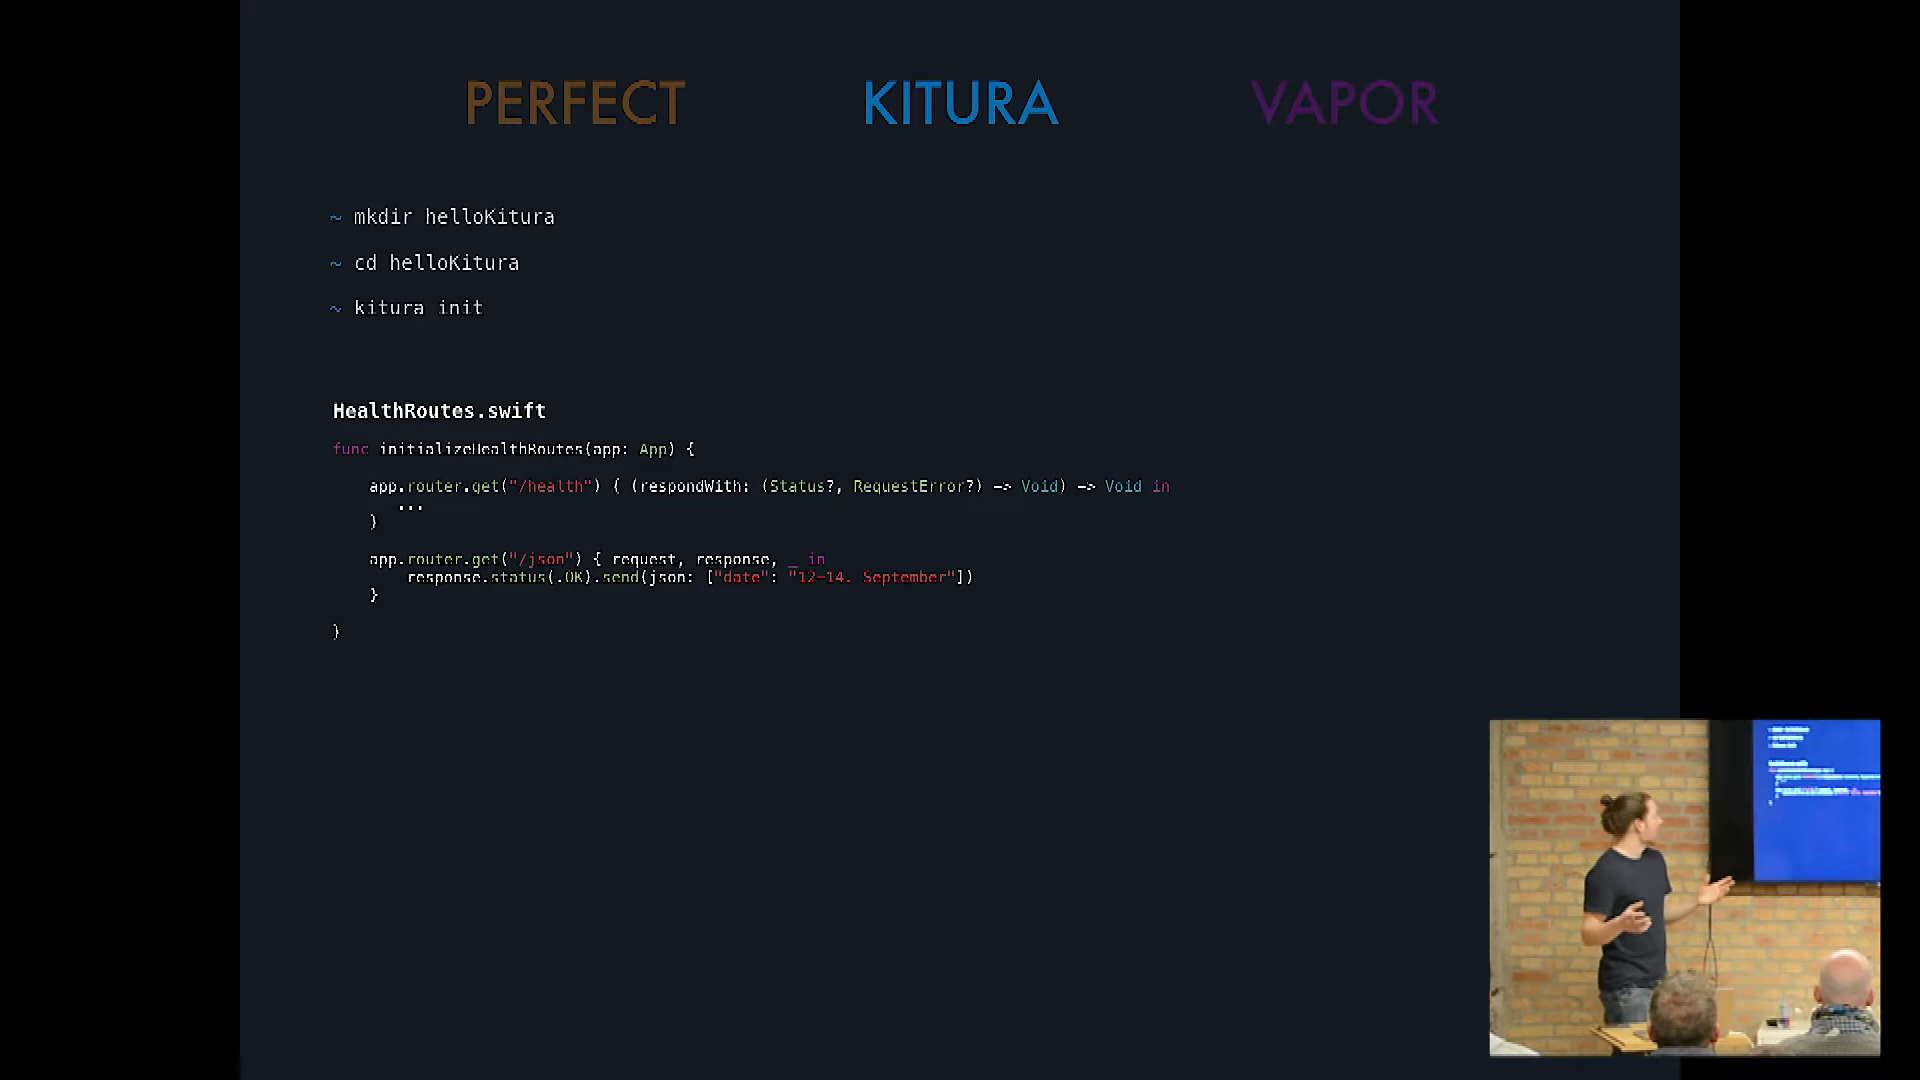 PERFECT KITURA VAPOR
~ mkdir helloKitura
~ cd helloKitura
~ kitura init
HealthRoutes.swift
func initializeHealthRoutes(app: App) {
app.router.get("/health") { (respondWith: (Status?, RequestError?) -> Void) -> Void in
...
}
app.router.get("/json") { request, response, _ in
response.status(.OK).send(json: ["date": "12-14. September"])
}
}